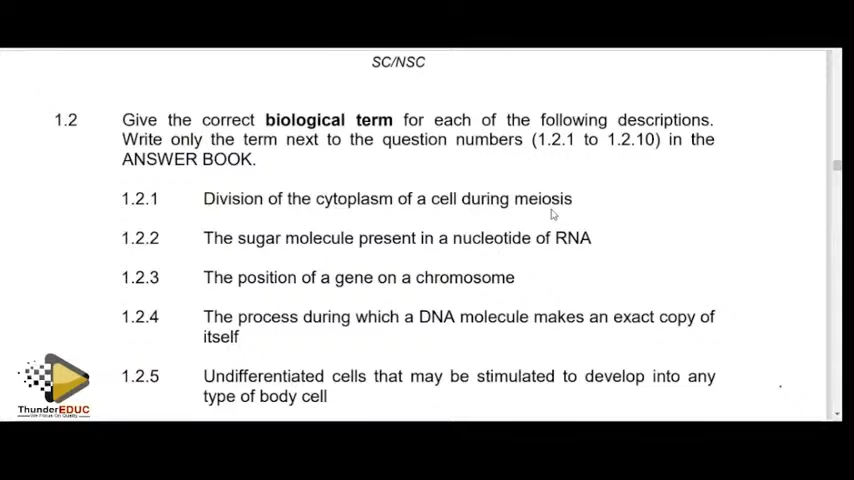 SC/NSC
1.2 Give the correct biological term for each of the following descriptions.
Write only the term next to the question numbers (1.2.1 to 1.2.10) in the
ANSWER BOOK.
1.2.1 Division of the cytoplasm of a cell during meiosis
1.2.2 The sugar molecule present in a nucleotide of RNA
1.2.3 The position of a gene on a chromosome
1.2.4 The process during which a DNA molecule makes an exact copy of
itself
1.2.5 Undifferentiated cells that may be stimulated to develop into any
type of body cell
ThunderEDUC
We Focus On Quality